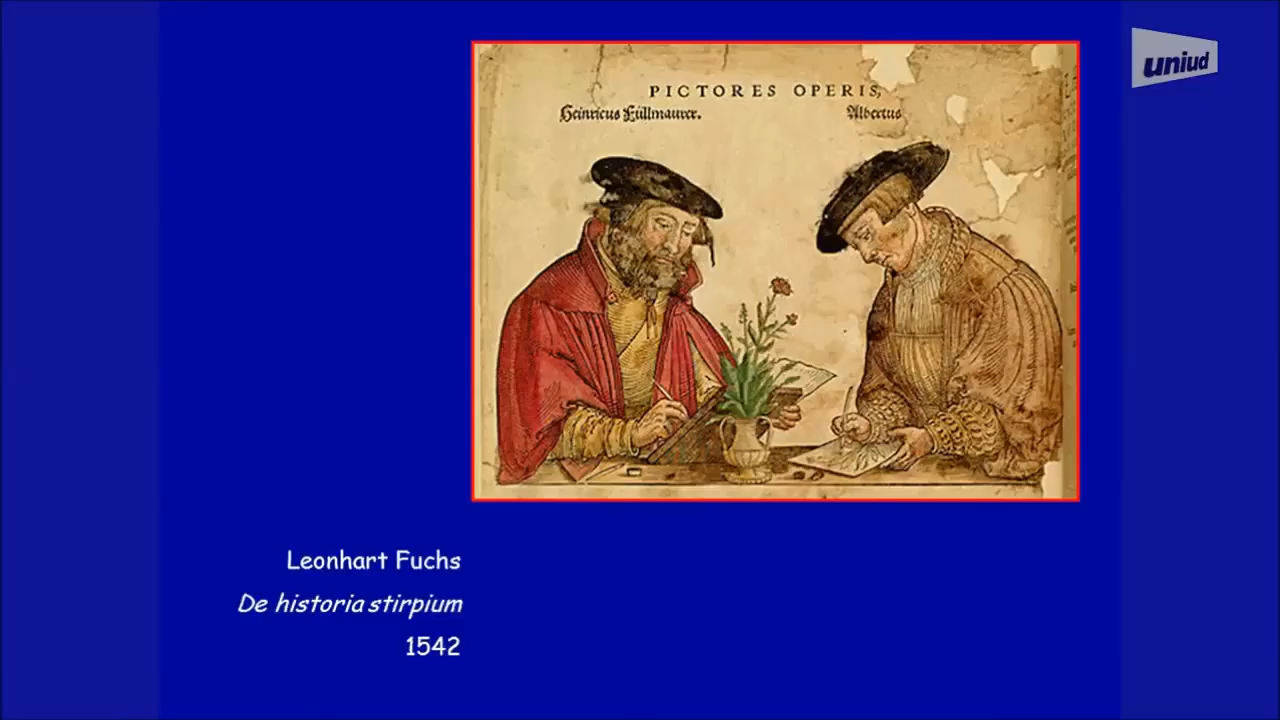 uniud
PICTORES OPERIS,
Heinricus Füllmaurer. Albertus
Leonhart Fuchs
De historia stirpium
1542